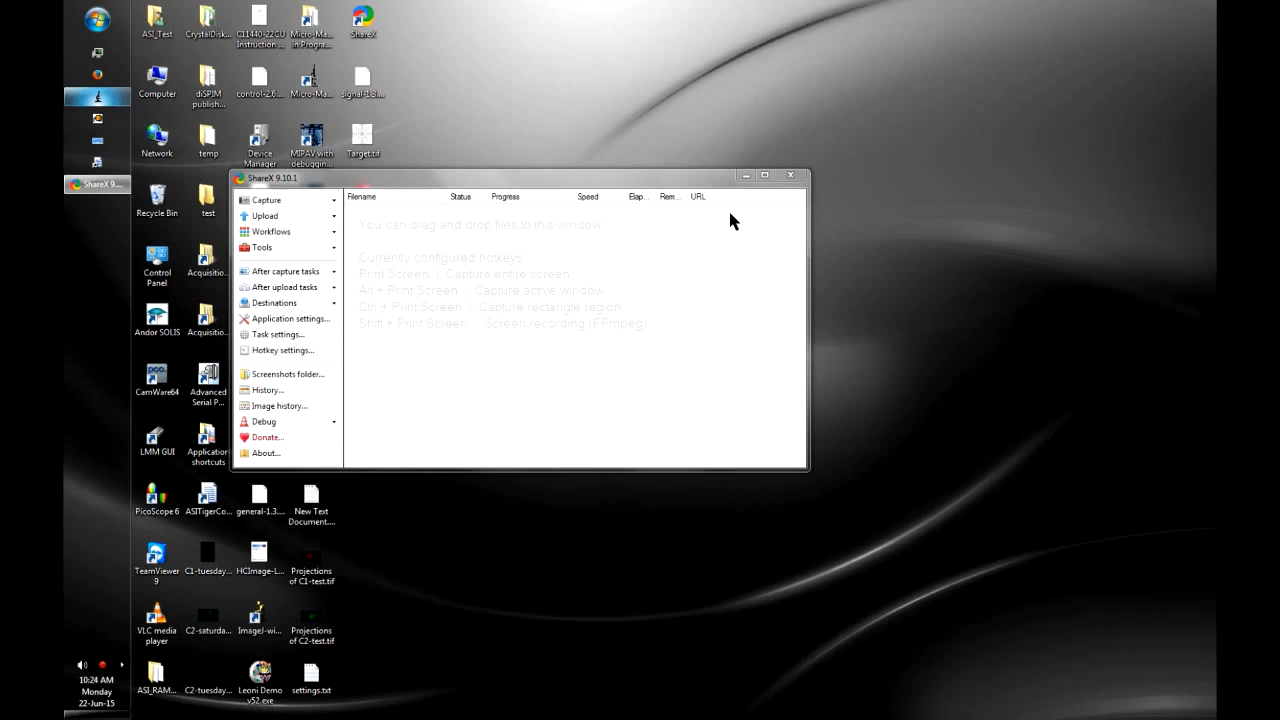 ASI_Test
CrystalDisk...
C11440-22CU
Instruction ...
Micro-Ma...
in Progra...
ShareX
Computer
diSPIM
publish...
control-2.6....
Micro-Ma...
signal-1.3....
Network
temp
Device
Manager
MIPAV with
debuggin...
Target.tif
ShareX 9....
ShareX 9.10.1
Recycle Bin
test
Control
Panel
Acquisitio...
Andor SOLIS
Acquisitio...
CamWare64
Advanced
Serial P...
LMM GUI
Application
shortcuts
Capture
Upload
Workflows
Tools
After capture tasks
After upload tasks
Destinations
Application settings...
Task settings...
Hotkey settings...
Screenshots folder...
History...
Image history...
Debug
Donate...
About...
Filename
Status
Progress
Speed
Elap...
Rem...
URL
You can drag and drop files to this window
Currently configured hotkeys:
Print Screen | Capture entire screen
Alt + Print Screen | Capture active window
Ctrl + Print Screen | Capture rectangle region
Shift + Print Screen | Screen recording (FFmpeg)
PicoScope 6
ASITigerCo...
general-1.3....
New Text
Document....
TeamViewer
9
C1-tuesday...
HCImage-L...
Projections
of C1-test.tif
VLC media
player
C2-saturda...
ImageJ-wi...
Projections
of C2-test.tif
ASI_RAM...
C2-tuesday...
Leoni Demo
v52.exe
settings.txt
10:24 AM
Monday
22-Jun-15